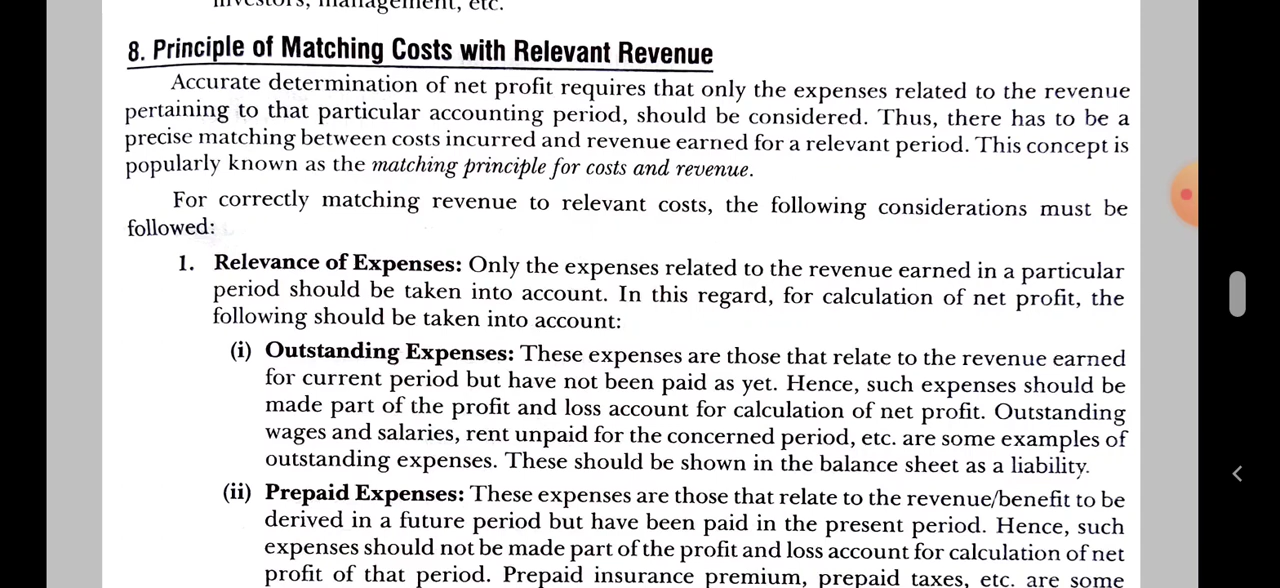 investors, management, etc.
8. Principle of Matching Costs with Relevant Revenue
Accurate determination of net profit requires that only the expenses related to the revenue
pertaining to that particular accounting period, should be considered. Thus, there has to be a
precise matching between costs incurred and revenue earned for a relevant period. This concept is
popularly known as the matching principle for costs and revenue.
For correctly matching revenue to relevant costs, the following considerations must be
followed:
1. Relevance of Expenses: Only the expenses related to the revenue earned in a particular
period should be taken into account. In this regard, for calculation of net profit, the
following should be taken into account:
(i) Outstanding Expenses: These expenses are those that relate to the revenue earned
for current period but have not been paid as yet. Hence, such expenses should be
made part of the profit and loss account for calculation of net profit. Outstanding
wages and salaries, rent unpaid for the concerned period, etc. are some examples of
outstanding expenses. These should be shown in the balance sheet as a liability.
(ii) Prepaid Expenses: These expenses are those that relate to the revenue/benefit to be
derived in a future period but have been paid in the present period. Hence, such
expenses should not be made part of the profit and loss account for calculation of net
profit of that period. Prepaid insurance premium, prepaid taxes, etc. are some